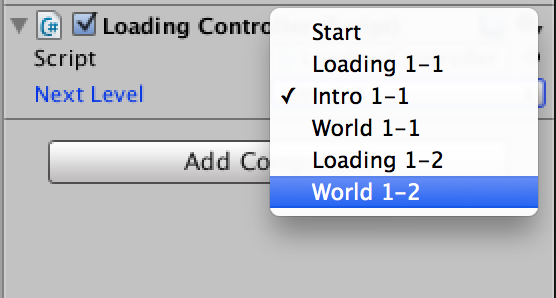 Loading Contro
Script
Next Level
Add Co
Start
Loading 1-1
✓ Intro 1-1
World 1-1
Loading 1-2
World 1-2